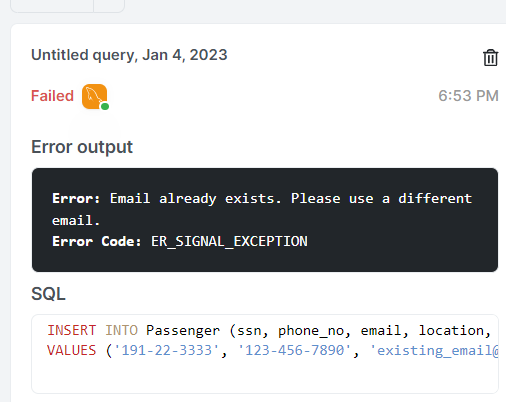 Untitled query, Jan 4, 2023
Failed
6:53 PM
Error output
Error: Email already exists. Please use a different
email.
Error Code: ER_SIGNAL_EXCEPTION
SQL
INSERT INTO Passenger (ssn, phone_no, email, location,
VALUES ('191-22-3333', '123-456-7890', 'existing_email@